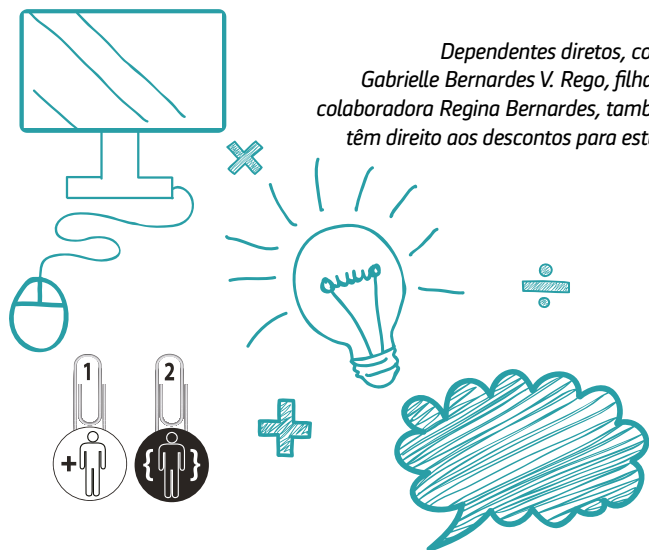 Dependentes diretos, co
Gabrielle Bernardes V. Rego, filha
colaboradora Regina Bernardes, tamb
têm direito aos descontos para est
1 2